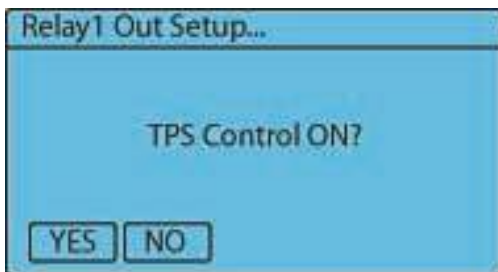 Relay1 Out Setup...
TPS Control ON?
YES NO